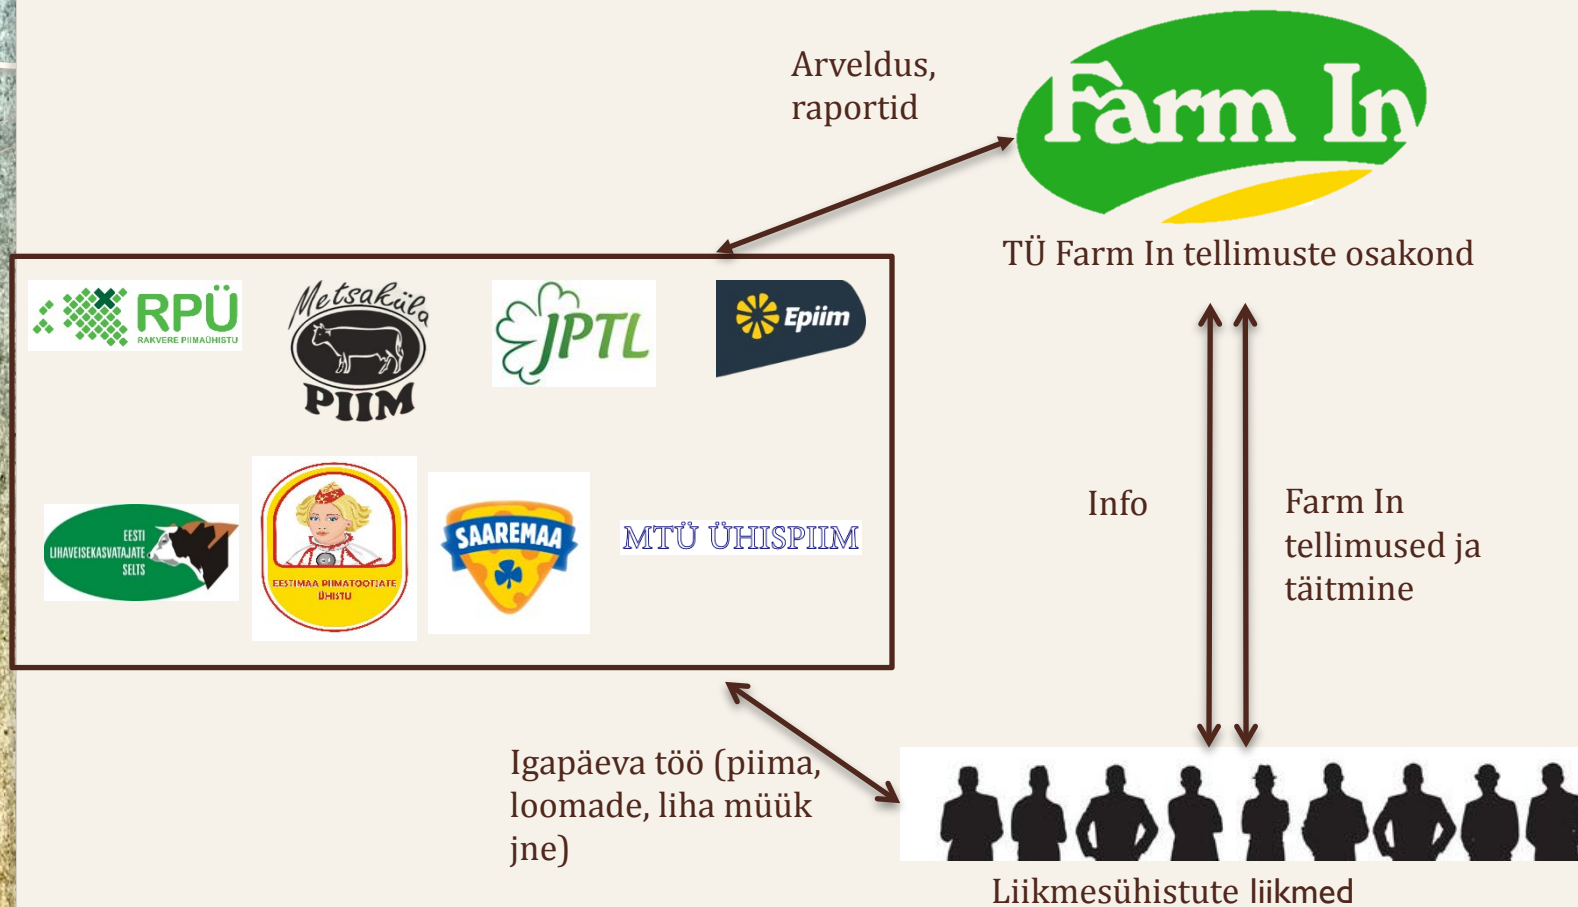 Arveldus,
raportid
Farm In
TÜ Farm In tellimuste osakond
RPÜ
RAKVERE PIIMAÜHISTU
Metsaküla
PIIM
JPTL
Epiim
EESTI
LIHAVEISEKASVATAJATE
SELTS
EESTIMAA PIIMATOOTJATE
ÜHISTU
SAAREMAA
MTÜ ÜHISPIIM
Info
Farm In
tellimused ja
täitmine
Igapäeva töö (piima,
loomade, liha müük
jne)
Liikmesühistute liikmed